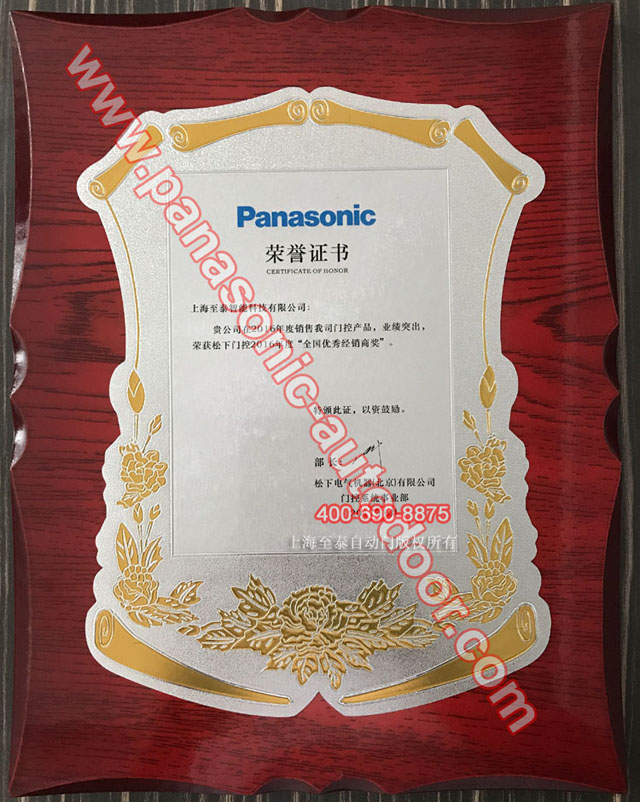 Panasonic
荣誉证书
CERTIFICATE OF HONOR
上海至泰智能科技有限公司：
贵公司在2016年度销售我司门控产品，业绩突出，
荣获松下门控2016年度“全国优秀经销商奖”。
特颁此证，以资鼓励。
部长：
松下电气机器(北京)有限公司
门控系统事业部
400-690-8875
上海至泰自动门版权所有
www.panasonic-autodoor.com